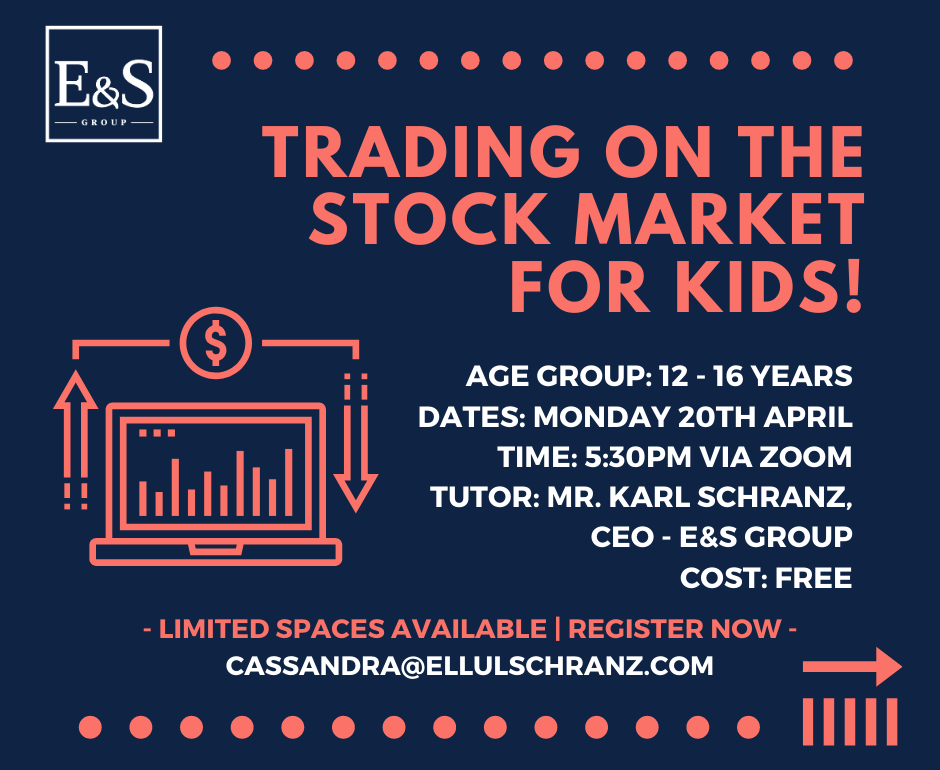 E&S
GROUP
TRADING ON THE
STOCK MARKET
FOR KIDS!
$
AGE GROUP: 12 - 16 YEARS
DATES: MONDAY 20TH APRIL
TIME: 5:30PM VIA ZOOM
TUTOR: MR. KARL SCHRANZ,
CEO - E&S GROUP
COST: FREE
- LIMITED SPACES AVAILABLE | REGISTER NOW -
CASSANDRA@ELLULSCHRANZ.COM